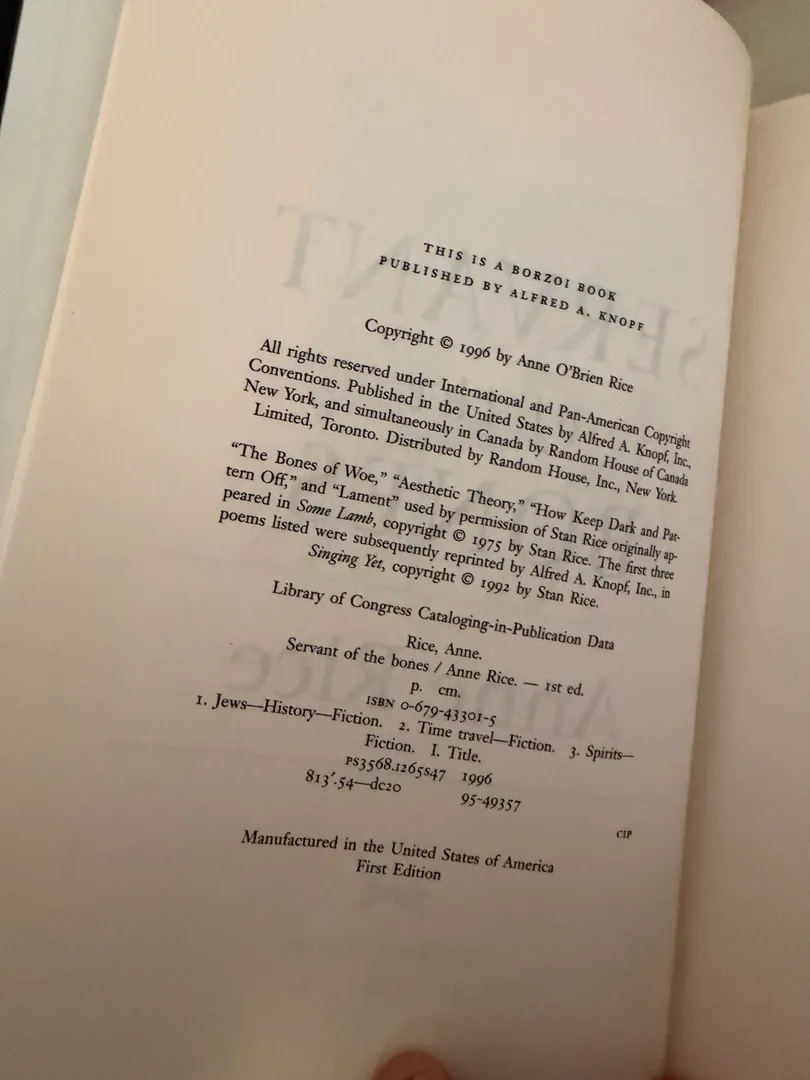 THIS IS A BORZOI BOOK
PUBLISHED BY ALFRED A. KNOPF
Copyright © 1996 by Anne O'Brien Rice
All rights reserved under International and Pan-American Copyright
Conventions. Published in the United States by Alfred A. Knopf, Inc.,
New York, and simultaneously in Canada by Random House of Canada
Limited, Toronto. Distributed by Random House, Inc., New York.
“The Bones of Woe,” “Aesthetic Theory,” “How Keep Dark and Pat-
tern Off,” and “Lament” used by permission of Stan Rice originally ap-
peared in Some Lamb, copyright © 1975 by Stan Rice. The first three
poems listed were subsequently reprinted by Alfred A. Knopf, Inc., in
Singing Yet, copyright © 1992 by Stan Rice.
Library of Congress Cataloging-in-Publication Data
Rice, Anne.
Servant of the bones / Anne Rice. — 1st ed.
p. cm.
ISBN 0-679-43301-5
1. Jews—History—Fiction. 2. Time travel—Fiction. 3. Spirits—
Fiction. I. Title.
PS3568.I265S47 1996
813'.54—dc20 95-49357
CIP
Manufactured in the United States of America
First Edition